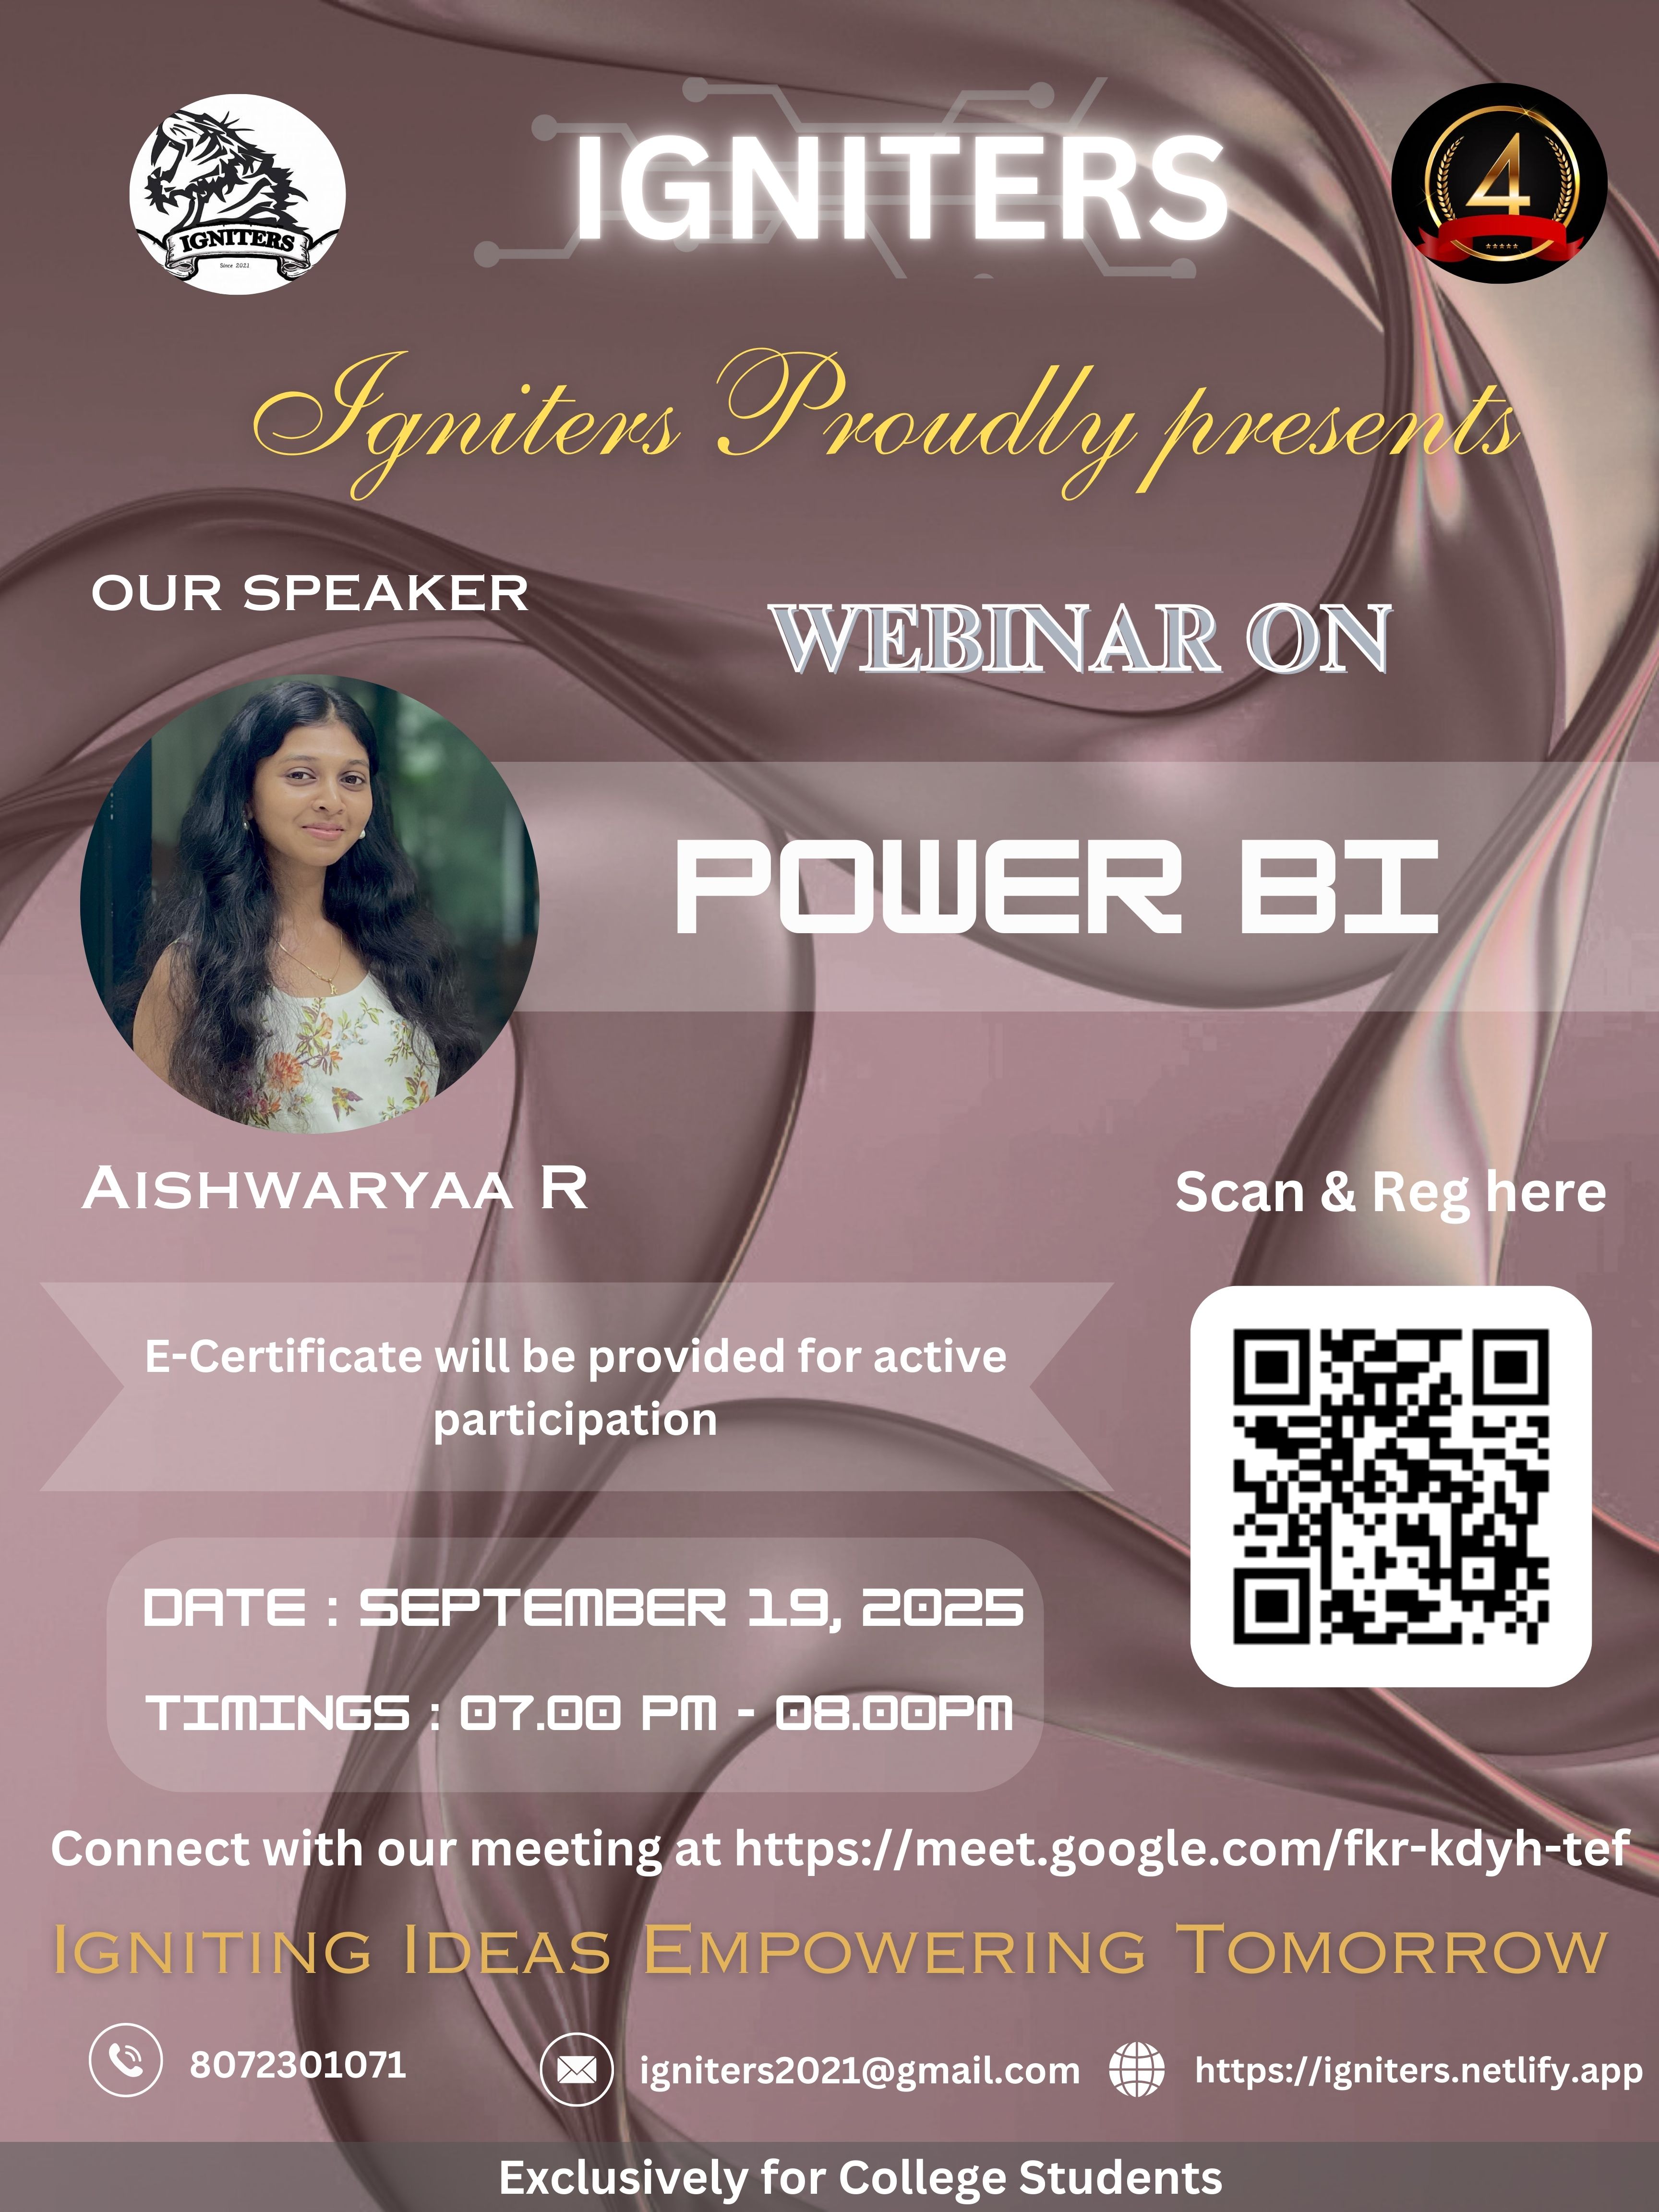 IGNITERS
IGNITERS
Since 2021
4
Igniters Proudly presents
OUR SPEAKER
WEBINAR ON
POWER BI
AISHWARYAA R
Scan & Reg here
E-Certificate will be provided for active
participation
DATE : SEPTEMBER 19, 2025
TIMINGS : 07.00 PM - 08.00PM
Connect with our meeting at https://meet.google.com/fkr-kdyh-tef
IGNITING IDEAS EMPOWERING TOMORROW
8072301071
igniters2021@gmail.com
https://igniters.netlify.app
Exclusively for College Students